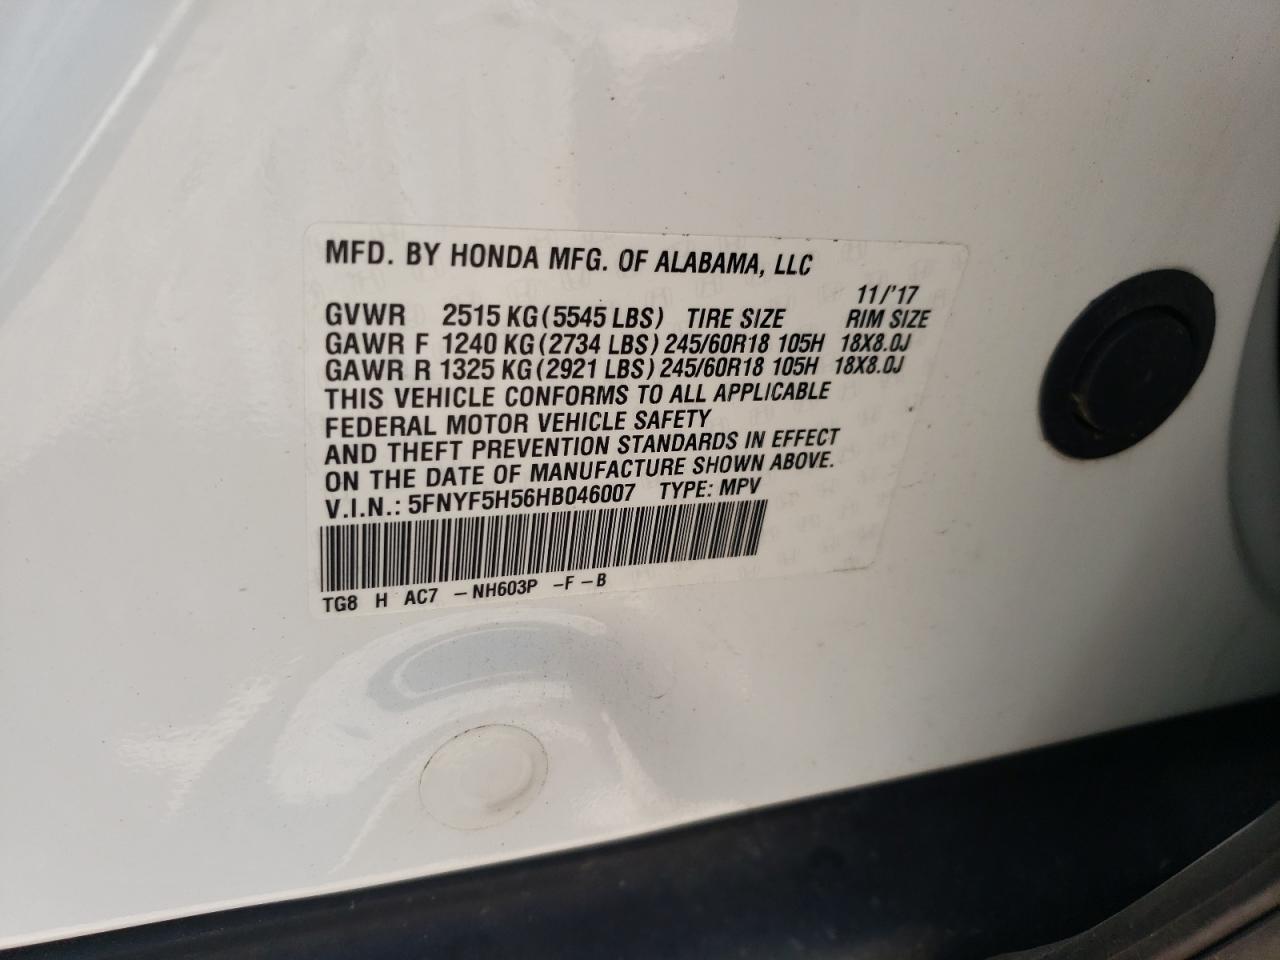 MFD. BY HONDA MFG. OF ALABAMA, LLC
11/'17
GVWR 2515 KG (5545 LBS) TIRE SIZE RIM SIZE
GAWR F 1240 KG (2734 LBS) 245/60R18 105H 18X8.0J
GAWR R 1325 KG (2921 LBS) 245/60R18 105H 18X8.0J
THIS VEHICLE CONFORMS TO ALL APPLICABLE
FEDERAL MOTOR VEHICLE SAFETY
AND THEFT PREVENTION STANDARDS IN EFFECT
ON THE DATE OF MANUFACTURE SHOWN ABOVE.
V.I.N.: 5FNYF5H56HB046007 TYPE: MPV
TG8 H AC7 -NH603P -F-B